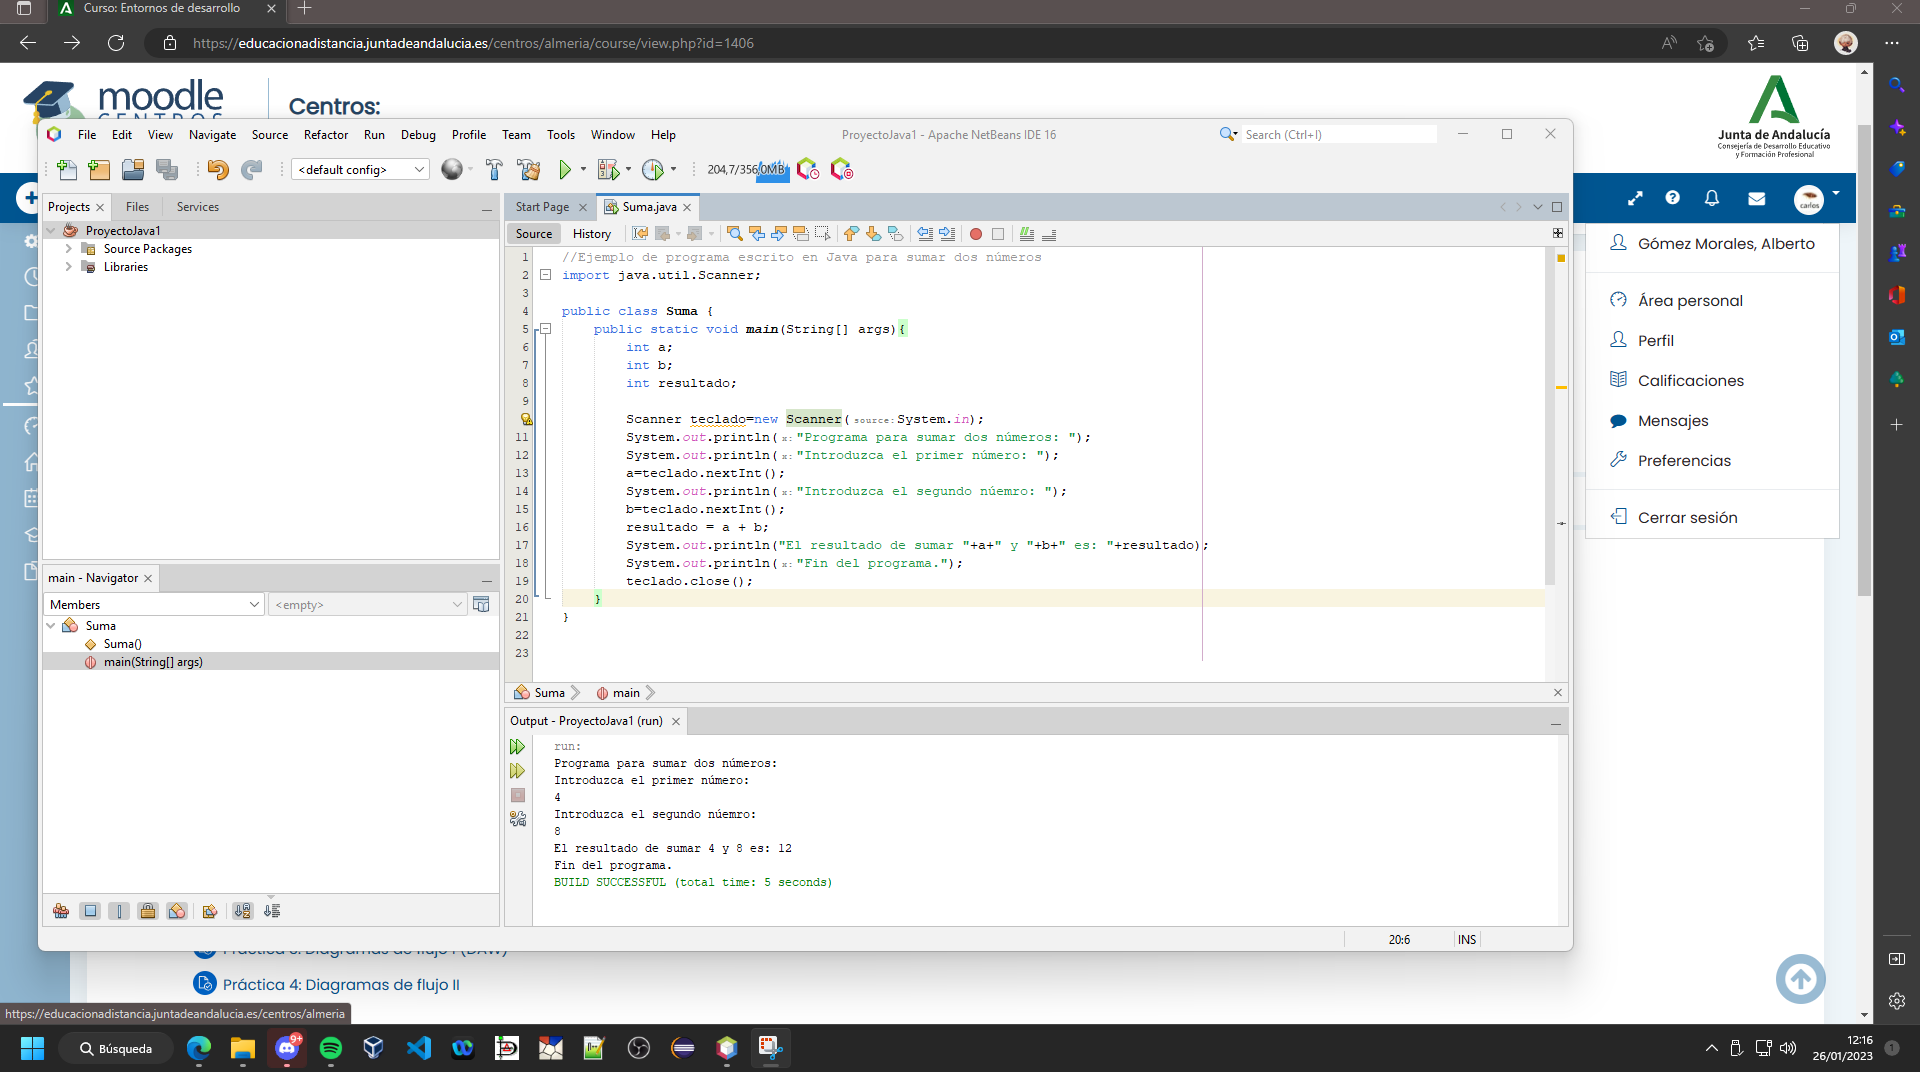 Curso: Entornos de desarrollo
https://educacionadistancia.juntadeandalucia.es/centros/almeria/course/view.php?id=1406
moodle
CENTROS
Centros:
Junta de Andalucía
Consejería de Desarrollo Educativo
y Formación Profesional
File Edit View Navigate Source Refactor Run Debug Profile Team Tools Window Help
ProyectoJava1 - Apache NetBeans IDE 16
Search (Ctrl+I)
<default config>
204,7/356,0MB
Projects
Files
Services
ProyectoJava1
Source Packages
Libraries
Start Page
Suma.java
Source
History
1 //Ejemplo de programa escrito en Java para sumar dos números
2 import java.util.Scanner;
3
4 public class Suma {
5 public static void main(String[] args){
6 int a;
7 int b;
8 int resultado;
9
Scanner teclado=new Scanner( source: System.in);
11 System.out.println( x: "Programa para sumar dos números: ");
12 System.out.println( x: "Introduzca el primer número: ");
13 a=teclado.nextInt();
14 System.out.println( x: "Introduzca el segundo núemro: ");
15 b=teclado.nextInt();
16 resultado = a + b;
17 System.out.println("El resultado de sumar "+a+" y "+b+" es: "+resultado);
18 System.out.println( x: "Fin del programa.");
19 teclado.close();
20 }
21 }
22
23
Suma
main
main - Navigator
Members
<empty>
Suma
Suma()
main(String[] args)
Output - ProyectoJava1 (run)
run:
Programa para sumar dos números:
Introduzca el primer número:
4
Introduzca el segundo núemro:
8
El resultado de sumar 4 y 8 es: 12
Fin del programa.
BUILD SUCCESSFUL (total time: 5 seconds)
20:6
INS
carlos
Gómez Morales, Alberto
Área personal
Perfil
Calificaciones
Mensajes
Preferencias
Cerrar sesión
Práctica 3: Diagramas de flujo I (DAW)
Práctica 4: Diagramas de flujo II
https://educacionadistancia.juntadeandalucia.es/centros/almeria
Búsqueda
9+
12:16
26/01/2023
1